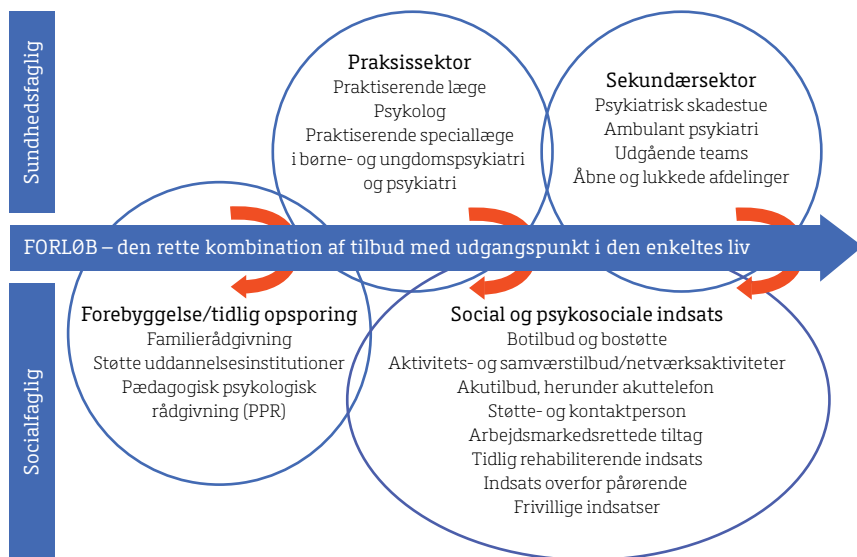 Sundhedsfaglig
Praksissektor
Praktiserende læge
Psykolog
Praktiserende speciallæge
i børne- og ungdomspsykiatri
og psykiatri
Sekundærsektor
Psykiatrisk skadestue
Ambulant psykiatri
Udgående teams
Åbne og lukkede afdelinger
FORLØB – den rette kombination af tilbud med udgangspunkt i den enkeltes liv
Socialfaglig
Forebyggelse/tidlig opsporing
Familierådgivning
Støtte uddannelsesinstitutioner
Pædagogisk psykologisk
rådgivning (PPR)
Social og psykosociale indsats
Botilbud og bostøtte
Aktivitets- og samværstilbud/netværksaktiviteter
Akutilbud, herunder akuttelefon
Støtte- og kontaktperson
Arbejdsmarkedsrettede tiltag
Tidlig rehabiliterende indsats
Indsats overfor pårørende
Frivillige indsatser